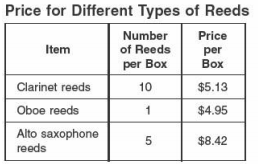 Price for Different Types of Reeds
Item
Number
of Reeds
per Box
Price
per
Box
Clarinet reeds 10 $5.13
Oboe reeds 1 $4.95
Alto saxophone
reeds 5 $8.42